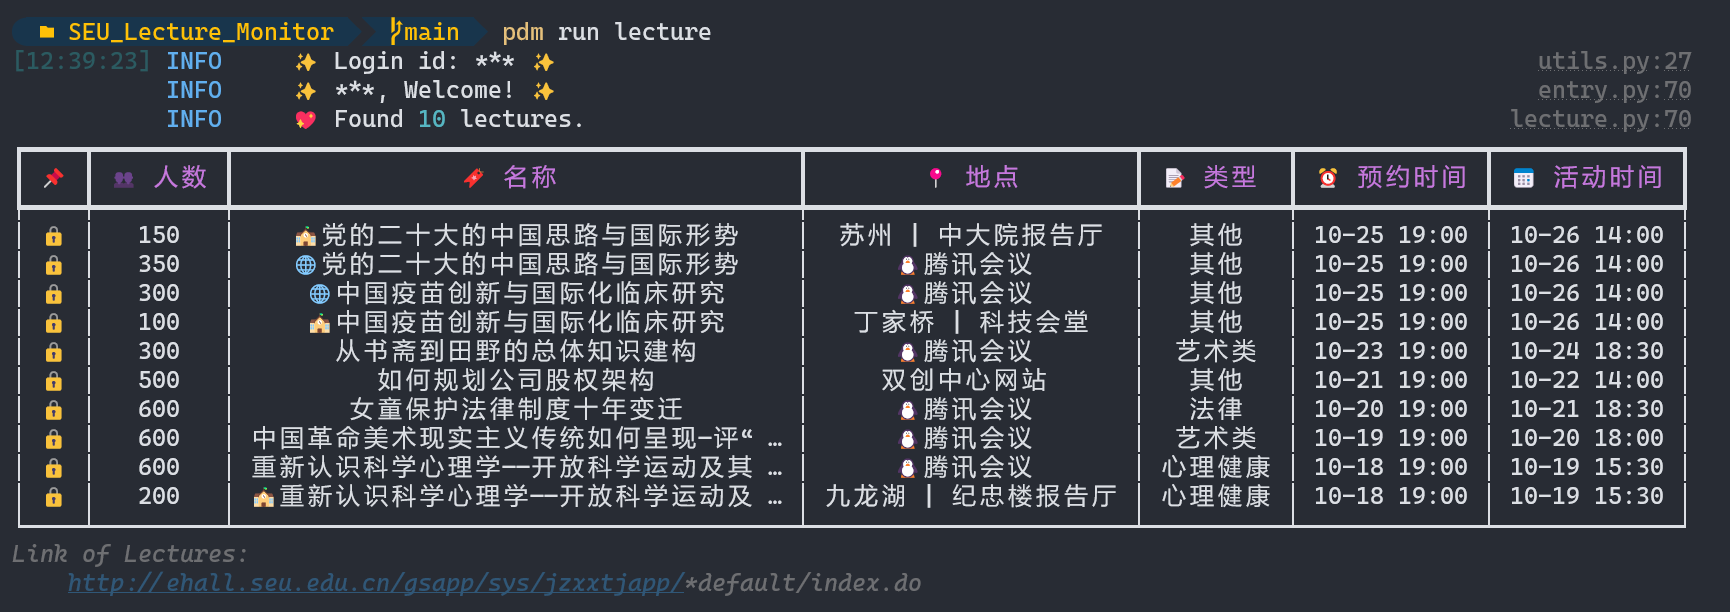 SEU_Lecture_Monitor main pdm run lecture
[12:39:23] INFO ✨ Login id: *** ✨ utils.py:27
INFO ✨ ***, Welcome! ✨ entry.py:70
INFO 💖 Found 10 lectures. lecture.py:70
📌 👥 人数 🔖 名称 📍 地点 📝 类型 ⏰ 预约时间 📅 活动时间
🔒 150 🏫党的二十大的中国思路与国际形势 苏州 | 中大院报告厅 其他 10-25 19:00 10-26 14:00
🔒 350 🌐党的二十大的中国思路与国际形势 🐧腾讯会议 其他 10-25 19:00 10-26 14:00
🔒 300 🌐中国疫苗创新与国际化临床研究 🐧腾讯会议 其他 10-25 19:00 10-26 14:00
🔒 100 🏫中国疫苗创新与国际化临床研究 丁家桥 | 科技会堂 其他 10-25 19:00 10-26 14:00
🔒 300 从书斋到田野的总体知识建构 🐧腾讯会议 艺术类 10-23 19:00 10-24 18:30
🔒 500 如何规划公司股权架构 双创中心网站 其他 10-21 19:00 10-22 14:00
🔒 600 女童保护法律制度十年变迁 🐧腾讯会议 法律 10-20 19:00 10-21 18:30
🔒 600 中国革命美术现实主义传统如何呈现-评“ … 🐧腾讯会议 艺术类 10-19 19:00 10-20 18:00
🔒 600 重新认识科学心理学——开放科学运动及其 … 🐧腾讯会议 心理健康 10-18 19:00 10-19 15:30
🔒 200 🏫重新认识科学心理学——开放科学运动及 … 九龙湖 | 纪忠楼报告厅 心理健康 10-18 19:00 10-19 15:30
Link of Lectures:
http://ehall.seu.edu.cn/gsapp/sys/jzxxtjapp/*default/index.do